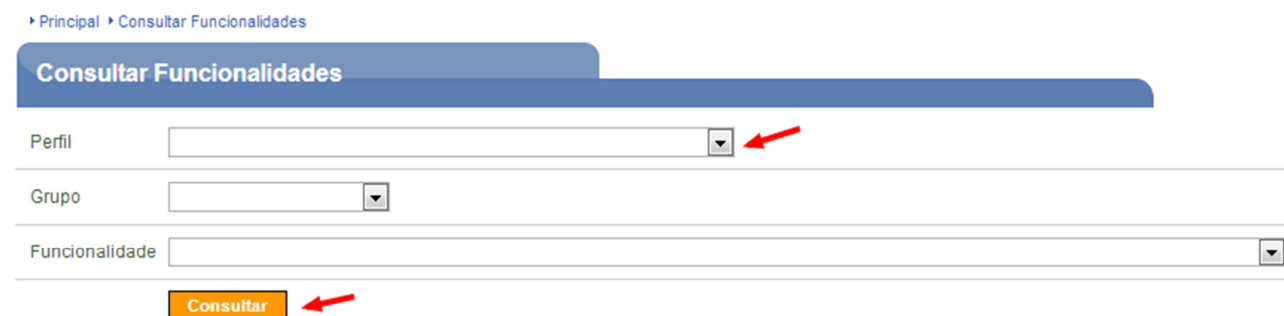 Principal Consultar Funcionalidades
Consultar Funcionalidades
Perfil
Grupo
Funcionalidade
Consultar